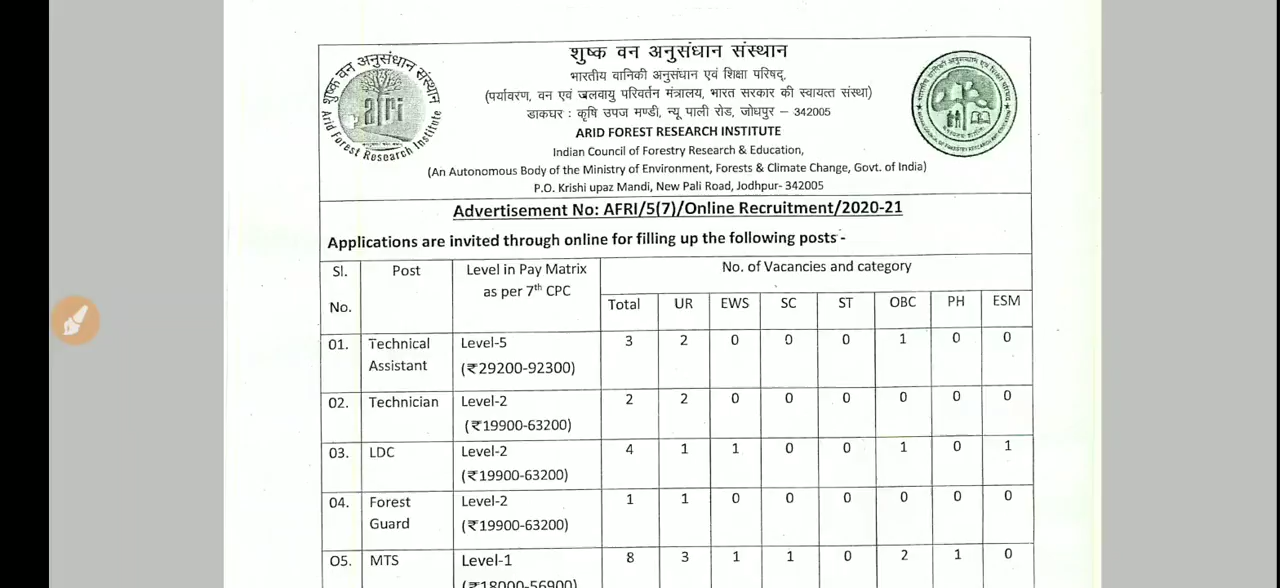 शुष्क वन अनुसंधान संस्थान
भारतीय वानिकी अनुसंधान एवं शिक्षा परिषद्,
(पर्यावरण, वन एवं जलवायु परिवर्तन मंत्रालय, भारत सरकार की स्वायत्त संस्था)
डाकघर : कृषि उपज मण्डी, न्यू पाली रोड, जोधपुर – 342005
ARID FOREST RESEARCH INSTITUTE
Indian Council of Forestry Research & Education,
(An Autonomous Body of the Ministry of Environment, Forests & Climate Change, Govt. of India)
P.O. Krishi upaz Mandi, New Pali Road, Jodhpur- 342005
शुष्क वन अनुसंधान संस्थान
afri
Arid Forest Research Institute
Advertisement No: AFRI/5(7)/Online Recruitment/2020-21
Applications are invited through online for filling up the following posts -
Sl. No. Post Level in Pay Matrix as per 7th CPC No. of Vacancies and category
Total UR EWS SC ST OBC PH ESM
01. Technical Assistant Level-5 (₹29200-92300) 3 2 0 0 0 1 0 0
02. Technician Level-2 (₹19900-63200) 2 2 0 0 0 0 0 0
03. LDC Level-2 (₹19900-63200) 4 1 1 0 0 1 0 1
04. Forest Guard Level-2 (₹19900-63200) 1 1 0 0 0 0 0 0
05. MTS Level-1 (₹18000-56900) 8 3 1 1 0 2 1 0